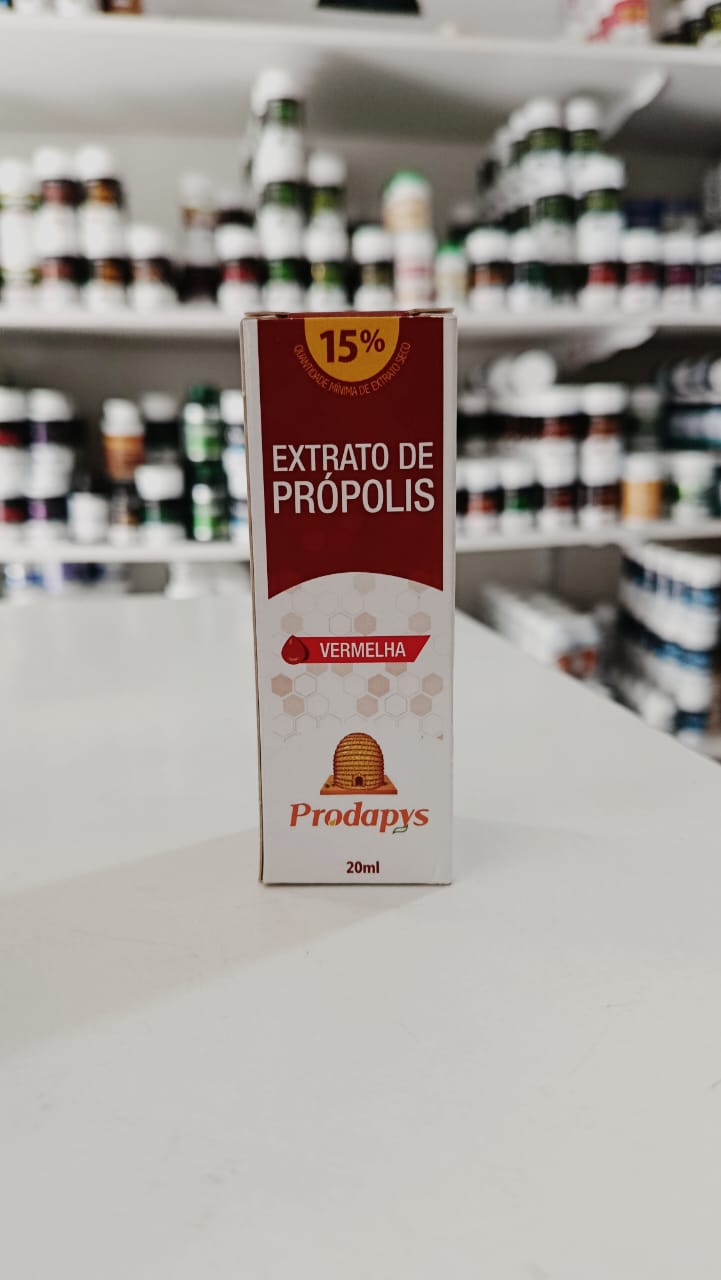 15%
QUANTIDADE MÍNIMA DE EXTRATO SECO
EXTRATO DE
PRÓPOLIS
VERMELHA
Prodapys
20ml